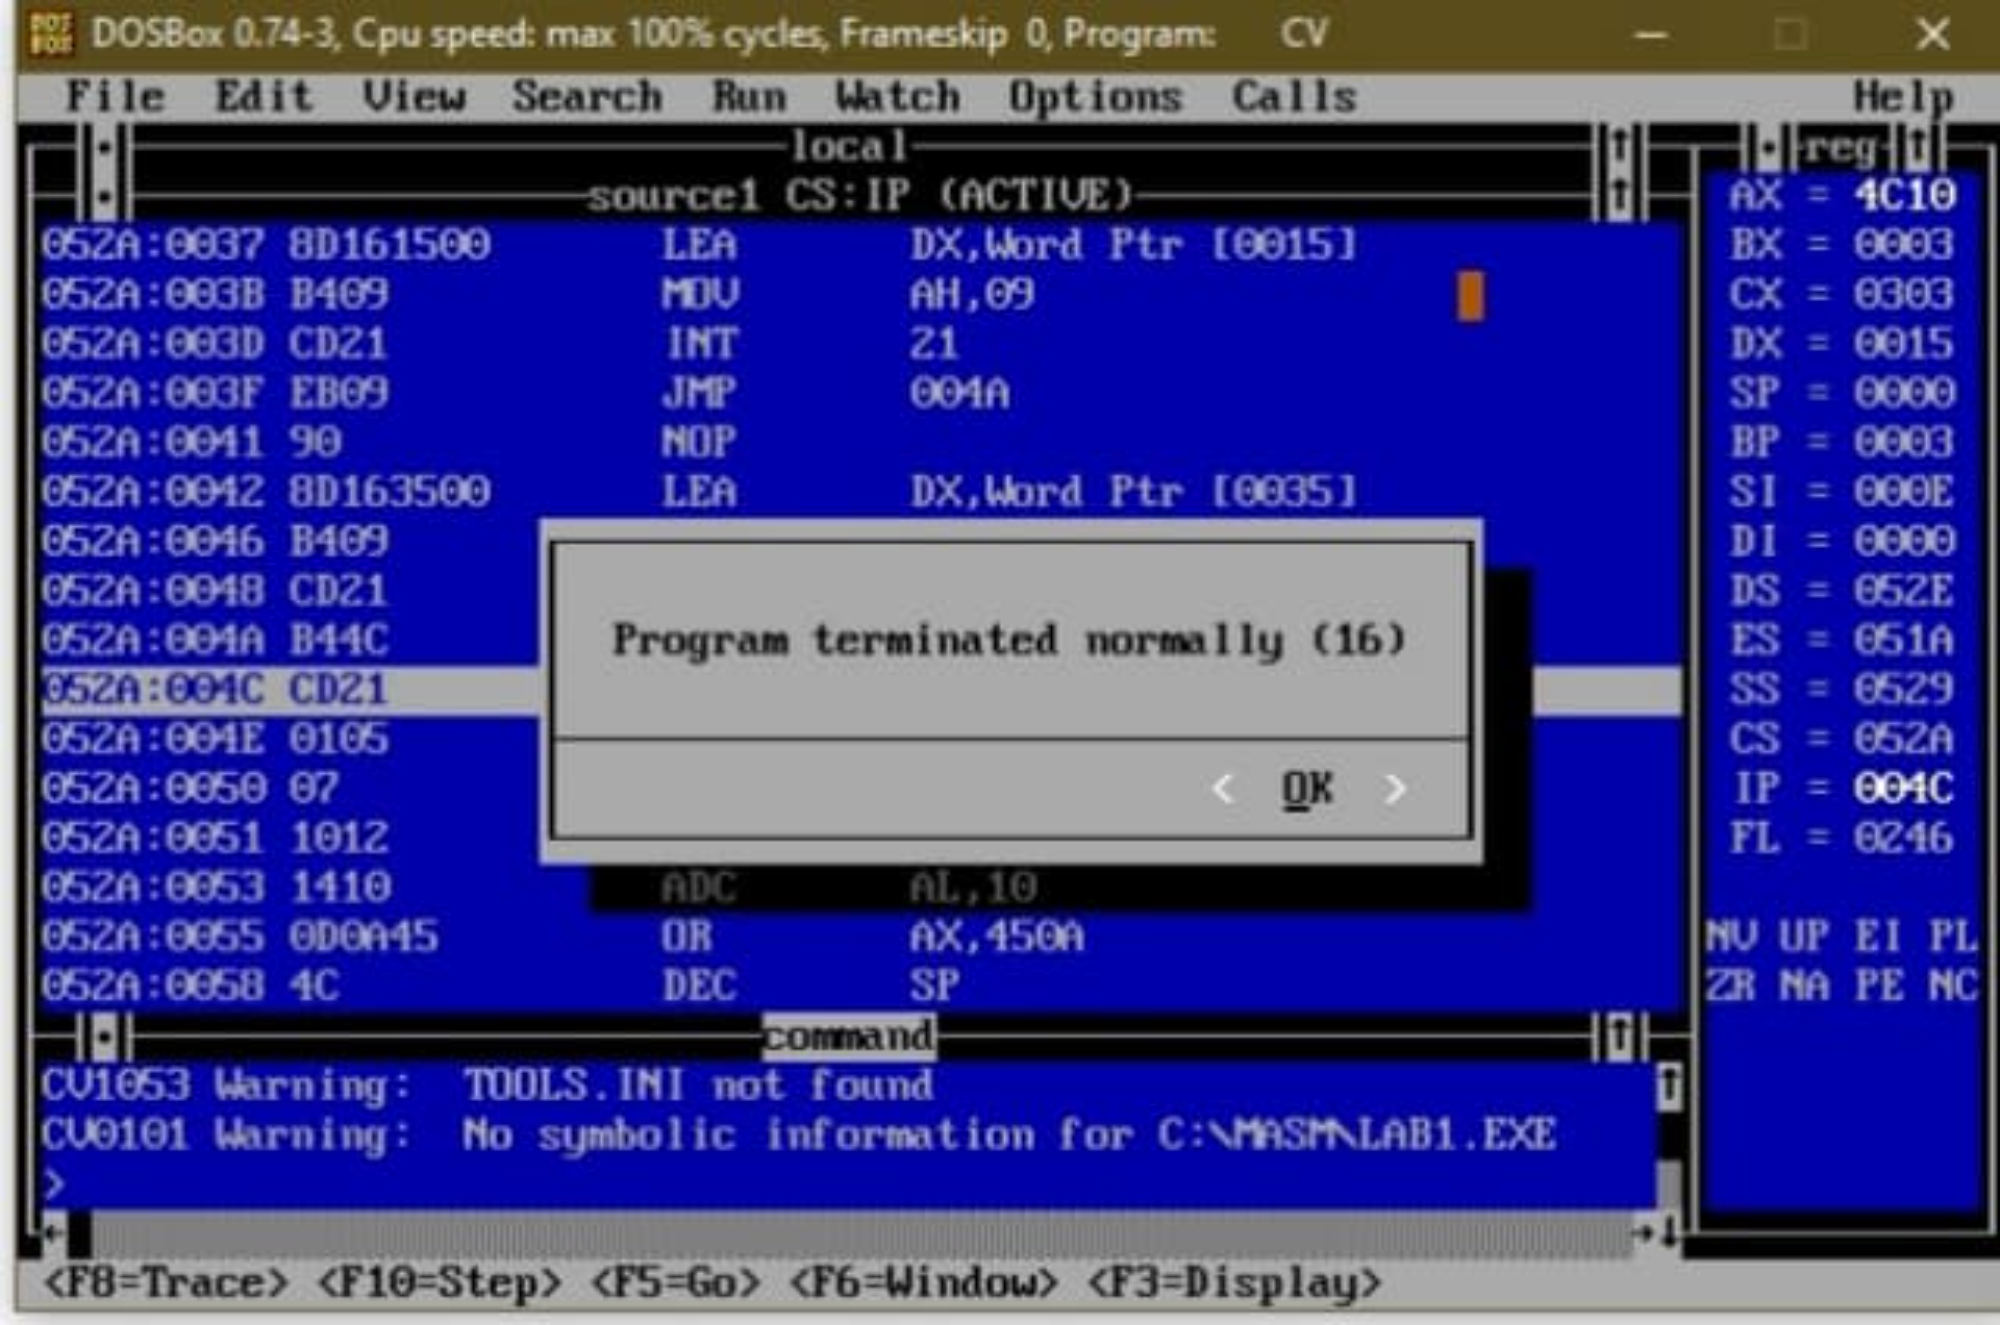 DOSBox 0.74-3, Cpu speed: max 100% cycles, Frameskip 0, Program: CV
File Edit View Search Run Watch Options Calls Help
local
source1 CS:IP (ACTIVE)
052A:0037 8D161500 LEA DX,Word Ptr [0015]
052A:003B B409 MOV AH,09
052A:003D CD21 INT 21
052A:003F EB09 JMP 004A
052A:0041 90 NOP
052A:0042 8D163500 LEA DX,Word Ptr [0035]
052A:0046 B409
052A:0048 CD21
052A:004A B44C
052A:004C CD21
052A:004E 0105
052A:0050 07
052A:0051 1012
052A:0053 1410 ADC AL,10
052A:0055 0D0A45 OR AX,450A
052A:0058 4C DEC SP
Program terminated normally (16)
< OK >
reg
AX = 4C10
BX = 0003
CX = 0303
DX = 0015
SP = 0000
BP = 0003
SI = 000E
DI = 0000
DS = 052E
ES = 051A
SS = 0529
CS = 052A
IP = 004C
FL = 0246
NV UP EI PL
ZR NA PE NC
command
CV1053 Warning: TOOLS.INI not found
CV0101 Warning: No symbolic information for C:\MASM\LAB1.EXE
>
<F8=Trace> <F10=Step> <F5=Go> <F6=Window> <F3=Display>